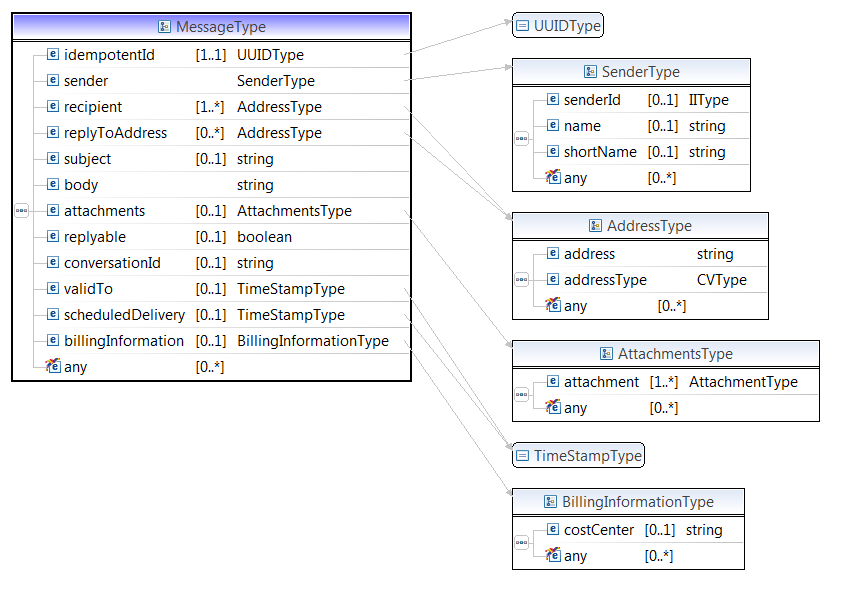 MessageType
idempotentId [1..1] UUIDType
sender SenderType
recipient [1..*] AddressType
replyToAddress [0..*] AddressType
subject [0..1] string
body string
attachments [0..1] AttachmentsType
replyable [0..1] boolean
conversationId [0..1] string
validTo [0..1] TimeStampType
scheduledDelivery [0..1] TimeStampType
billingInformation [0..1] BillingInformationType
any [0..*]
UUIDType
SenderType
senderId [0..1] IIType
name [0..1] string
shortName [0..1] string
any [0..*]
AddressType
address string
addressType CVType
any [0..*]
AttachmentsType
attachment [1..*] AttachmentType
any [0..*]
TimeStampType
BillingInformationType
costCenter [0..1] string
any [0..*]